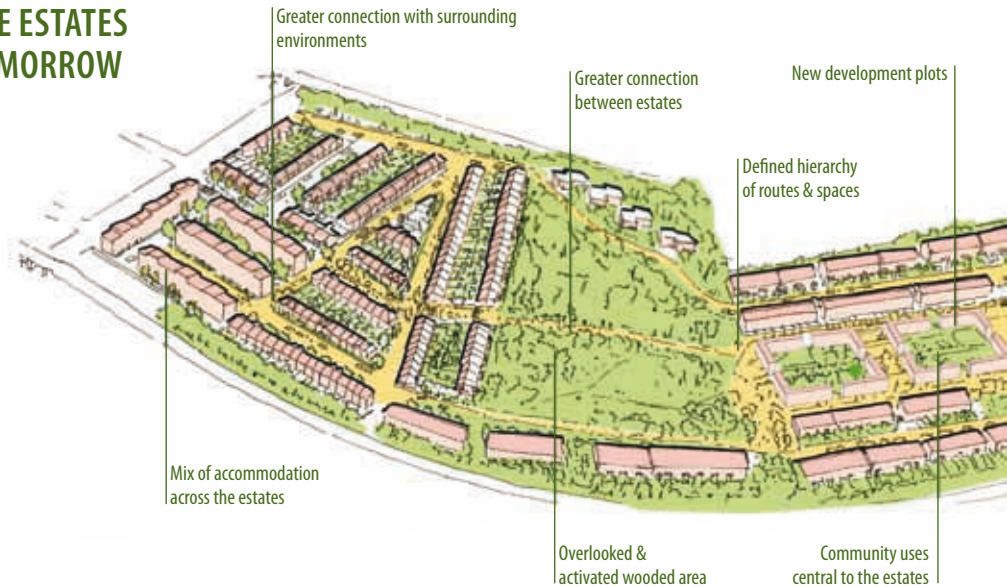 E ESTATES
MORROW
Greater connection with surrounding
environments
Greater connection
between estates
New development plots
Defined hierarchy
of routes & spaces
Mix of accommodation
across the estates
Overlooked &
activated wooded area
Community uses
central to the estates